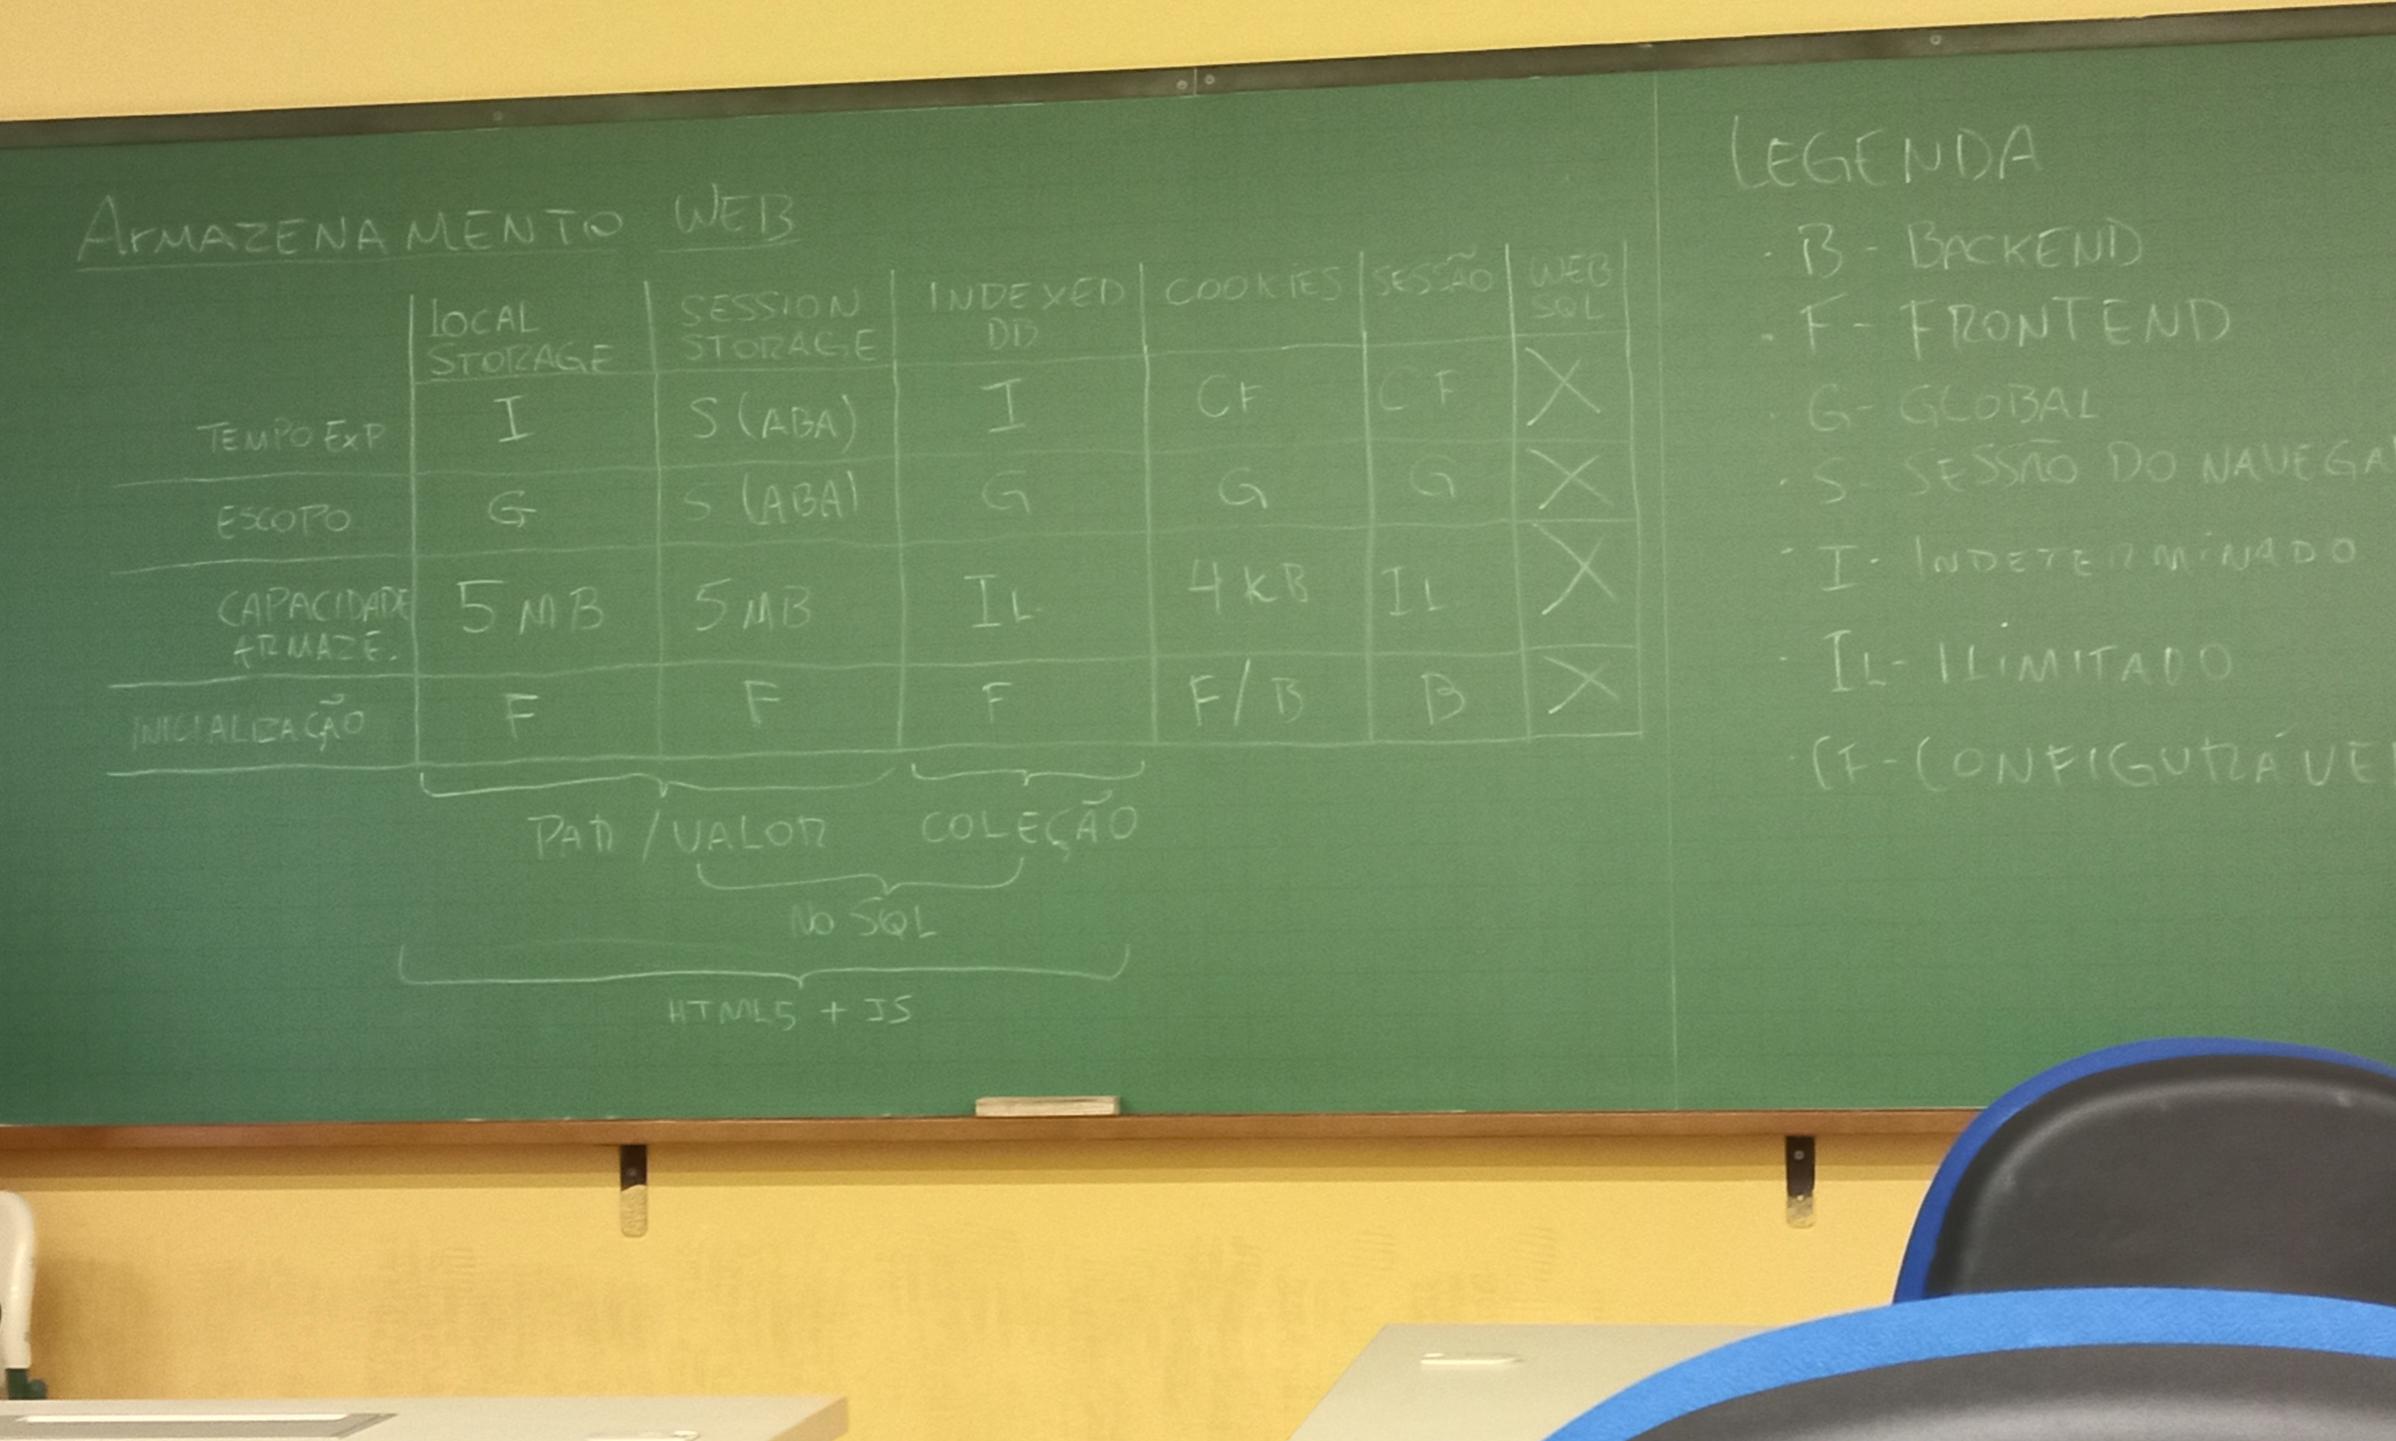 ARMAZENAMENTO WEB
LOCAL STORAGE SESSION STORAGE INDEXED DB COOKIES SESSÃO WEB SQL
TEMPO EXP I S (ABA) I CF CF X
ESCOPO G S (ABA) G G G X
CAPACIDADE ARMAZE. 5 MB 5 MB IL 4 KB IL X
INICIALIZAÇÃO F F F F/B B X
PAR / VALOR COLEÇÃO
NO SQL
HTML5 + JS
LEGENDA
· B - BACKEND
· F - FRONTEND
· G - GLOBAL
· S - SESSÃO DO NAVEGA
· I - INDETERMINADO
· IL - ILIMITADO
· CF - CONFIGURÁVE